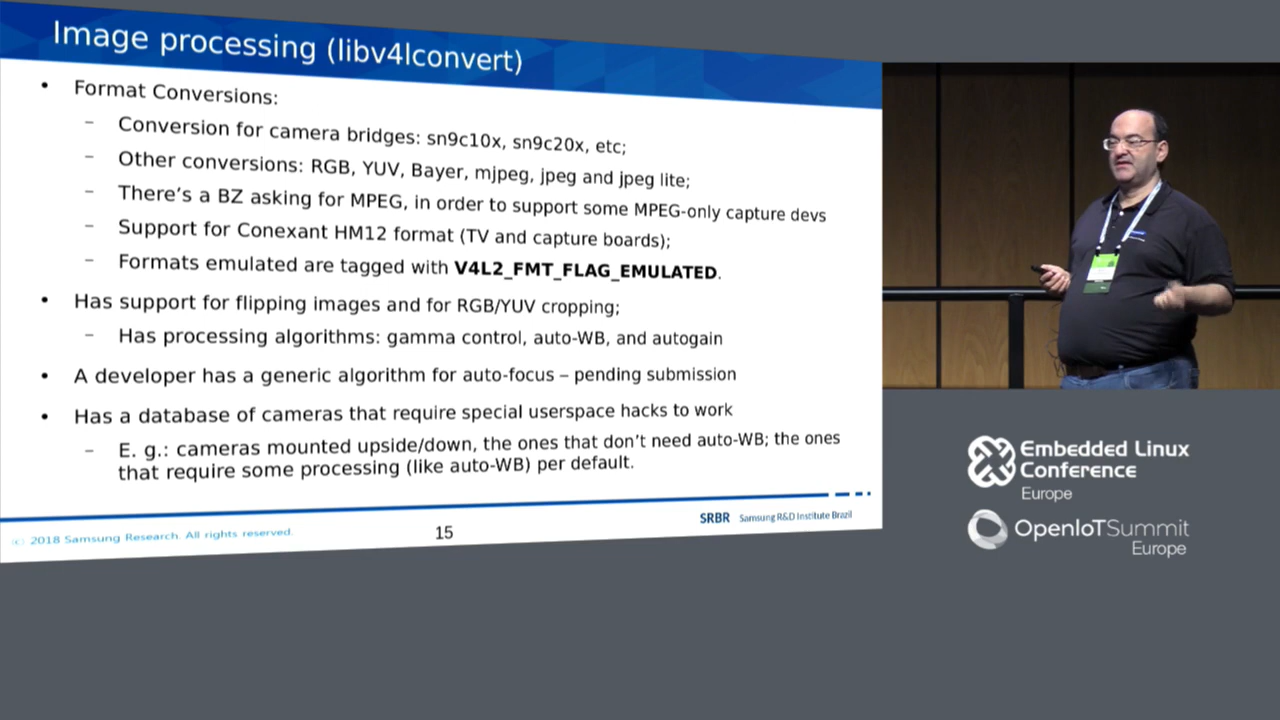 Image processing (libv4lconvert)
• Format Conversions:
– Conversion for camera bridges: sn9c10x, sn9c20x, etc;
– Other conversions: RGB, YUV, Bayer, mjpeg, jpeg and jpeg lite;
– There's a BZ asking for MPEG, in order to support some MPEG-only capture devs
– Support for Conexant HM12 format (TV and capture boards);
– Formats emulated are tagged with V4L2_FMT_FLAG_EMULATED.
• Has support for flipping images and for RGB/YUV cropping;
– Has processing algorithms: gamma control, auto-WB, and autogain
• A developer has a generic algorithm for auto-focus – pending submission
• Has a database of cameras that require special userspace hacks to work
– E. g.: cameras mounted upside/down, the ones that don't need auto-WB; the ones
that require some processing (like auto-WB) per default.
(c) 2018 Samsung Research. All rights reserved.
15
SRBR Samsung R&D Institute Brazil
Embedded Linux
Conference
Europe
OpenIoTSummit
Europe